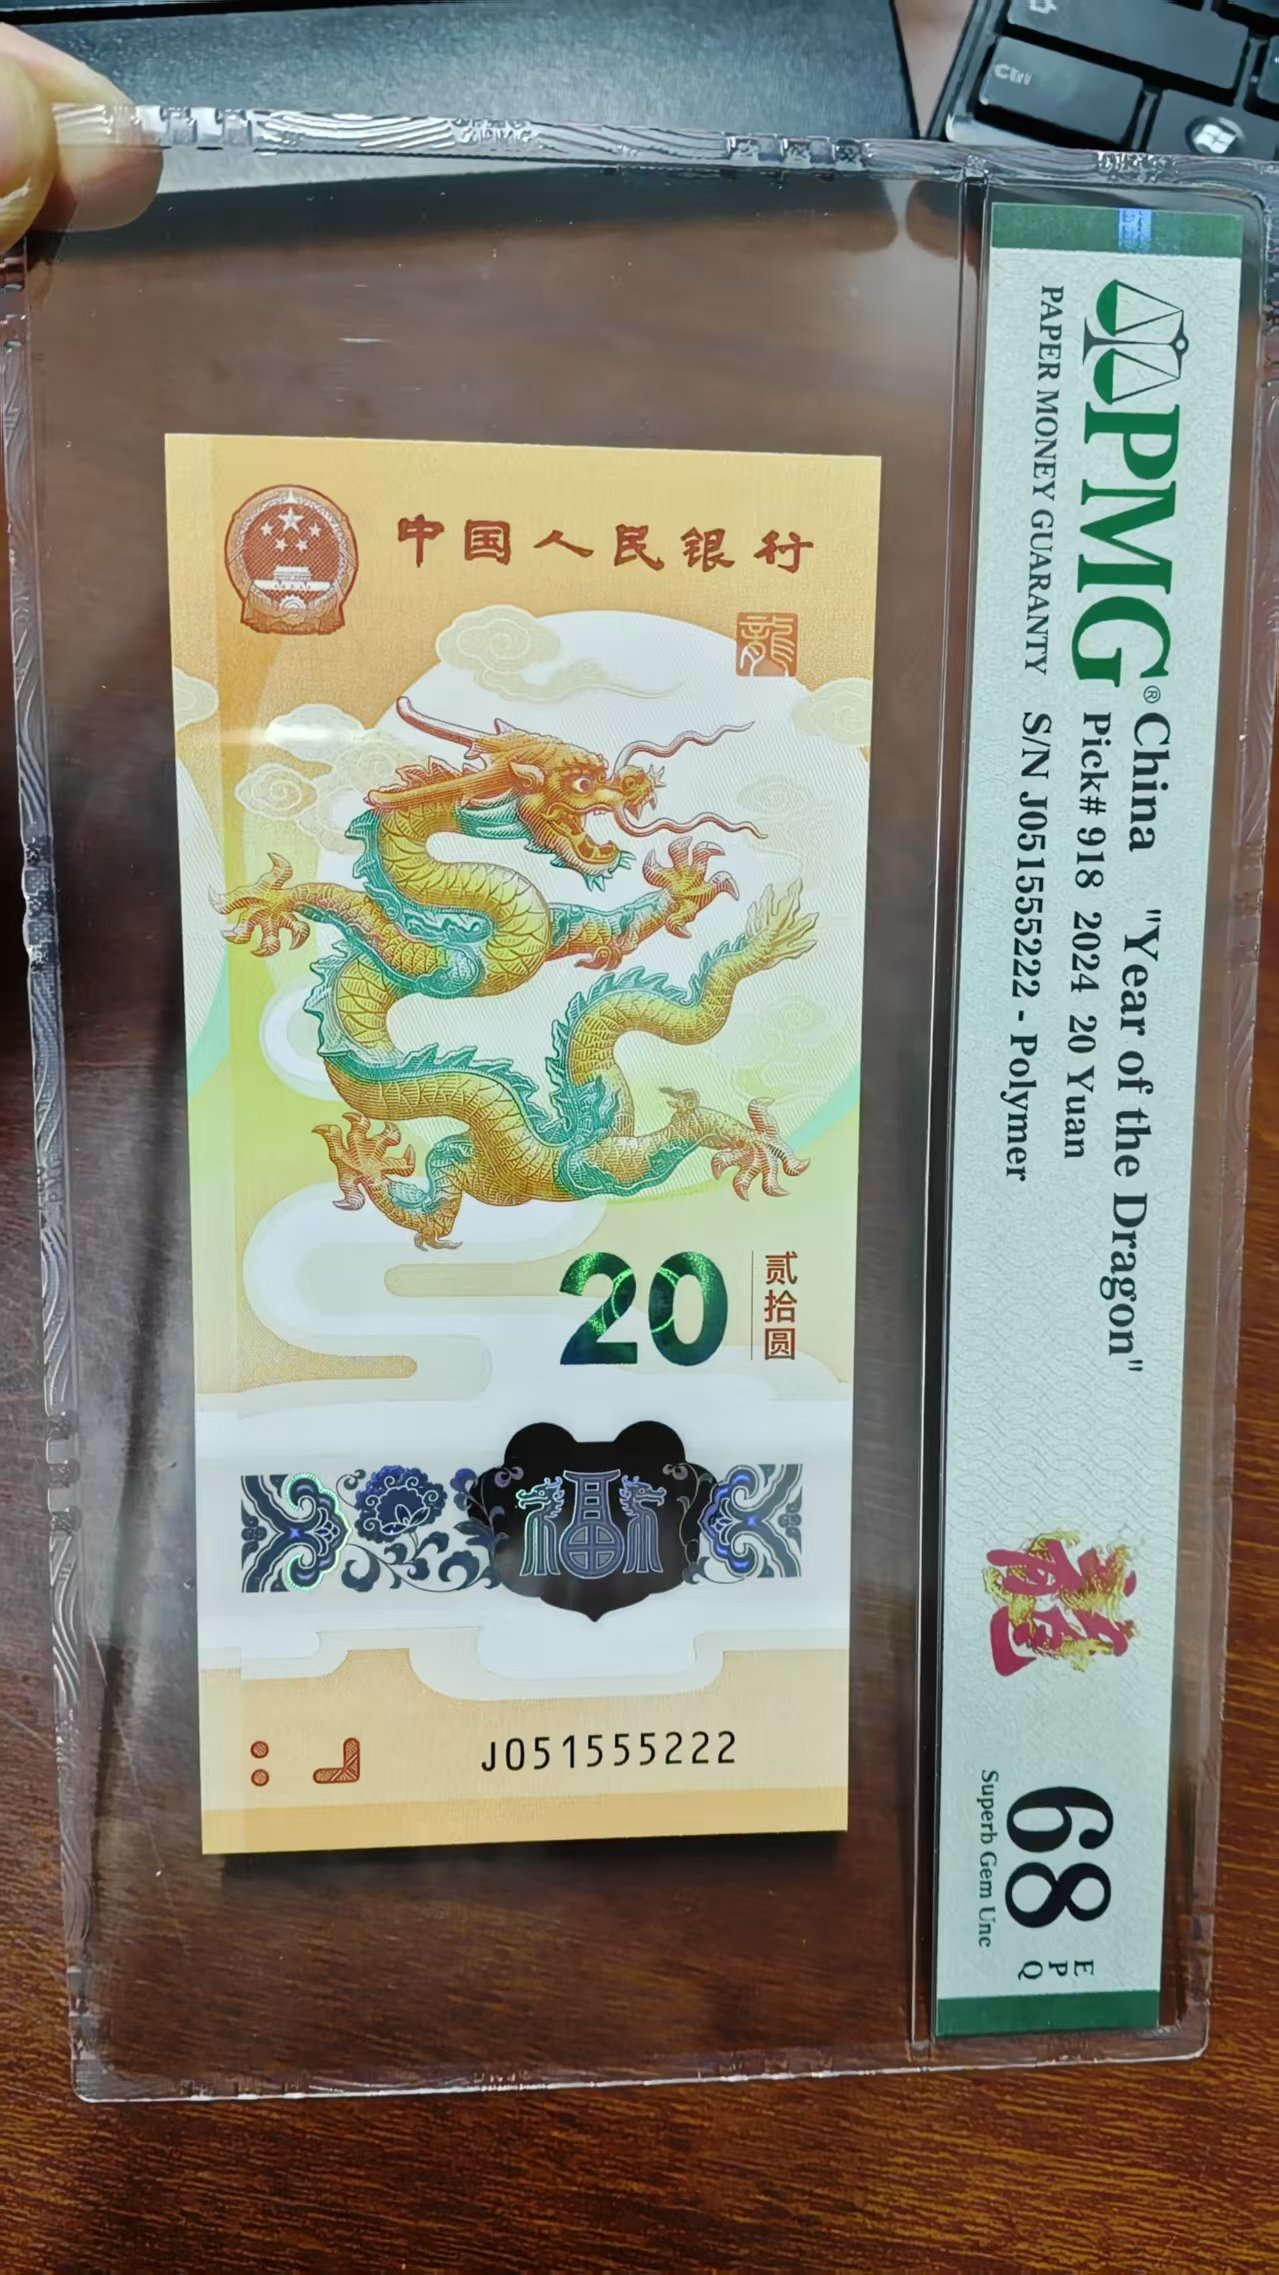 Ctrl
PMG®
PAPER MONEY GUARANTY
China "Year of the Dragon"
Pick# 918 2024 20 Yuan
S/N J051555222 - Polymer
龙
68
EPQ
Superb Gem Unc
中国人民银行
龍
20
贰拾圆
福
J051555222